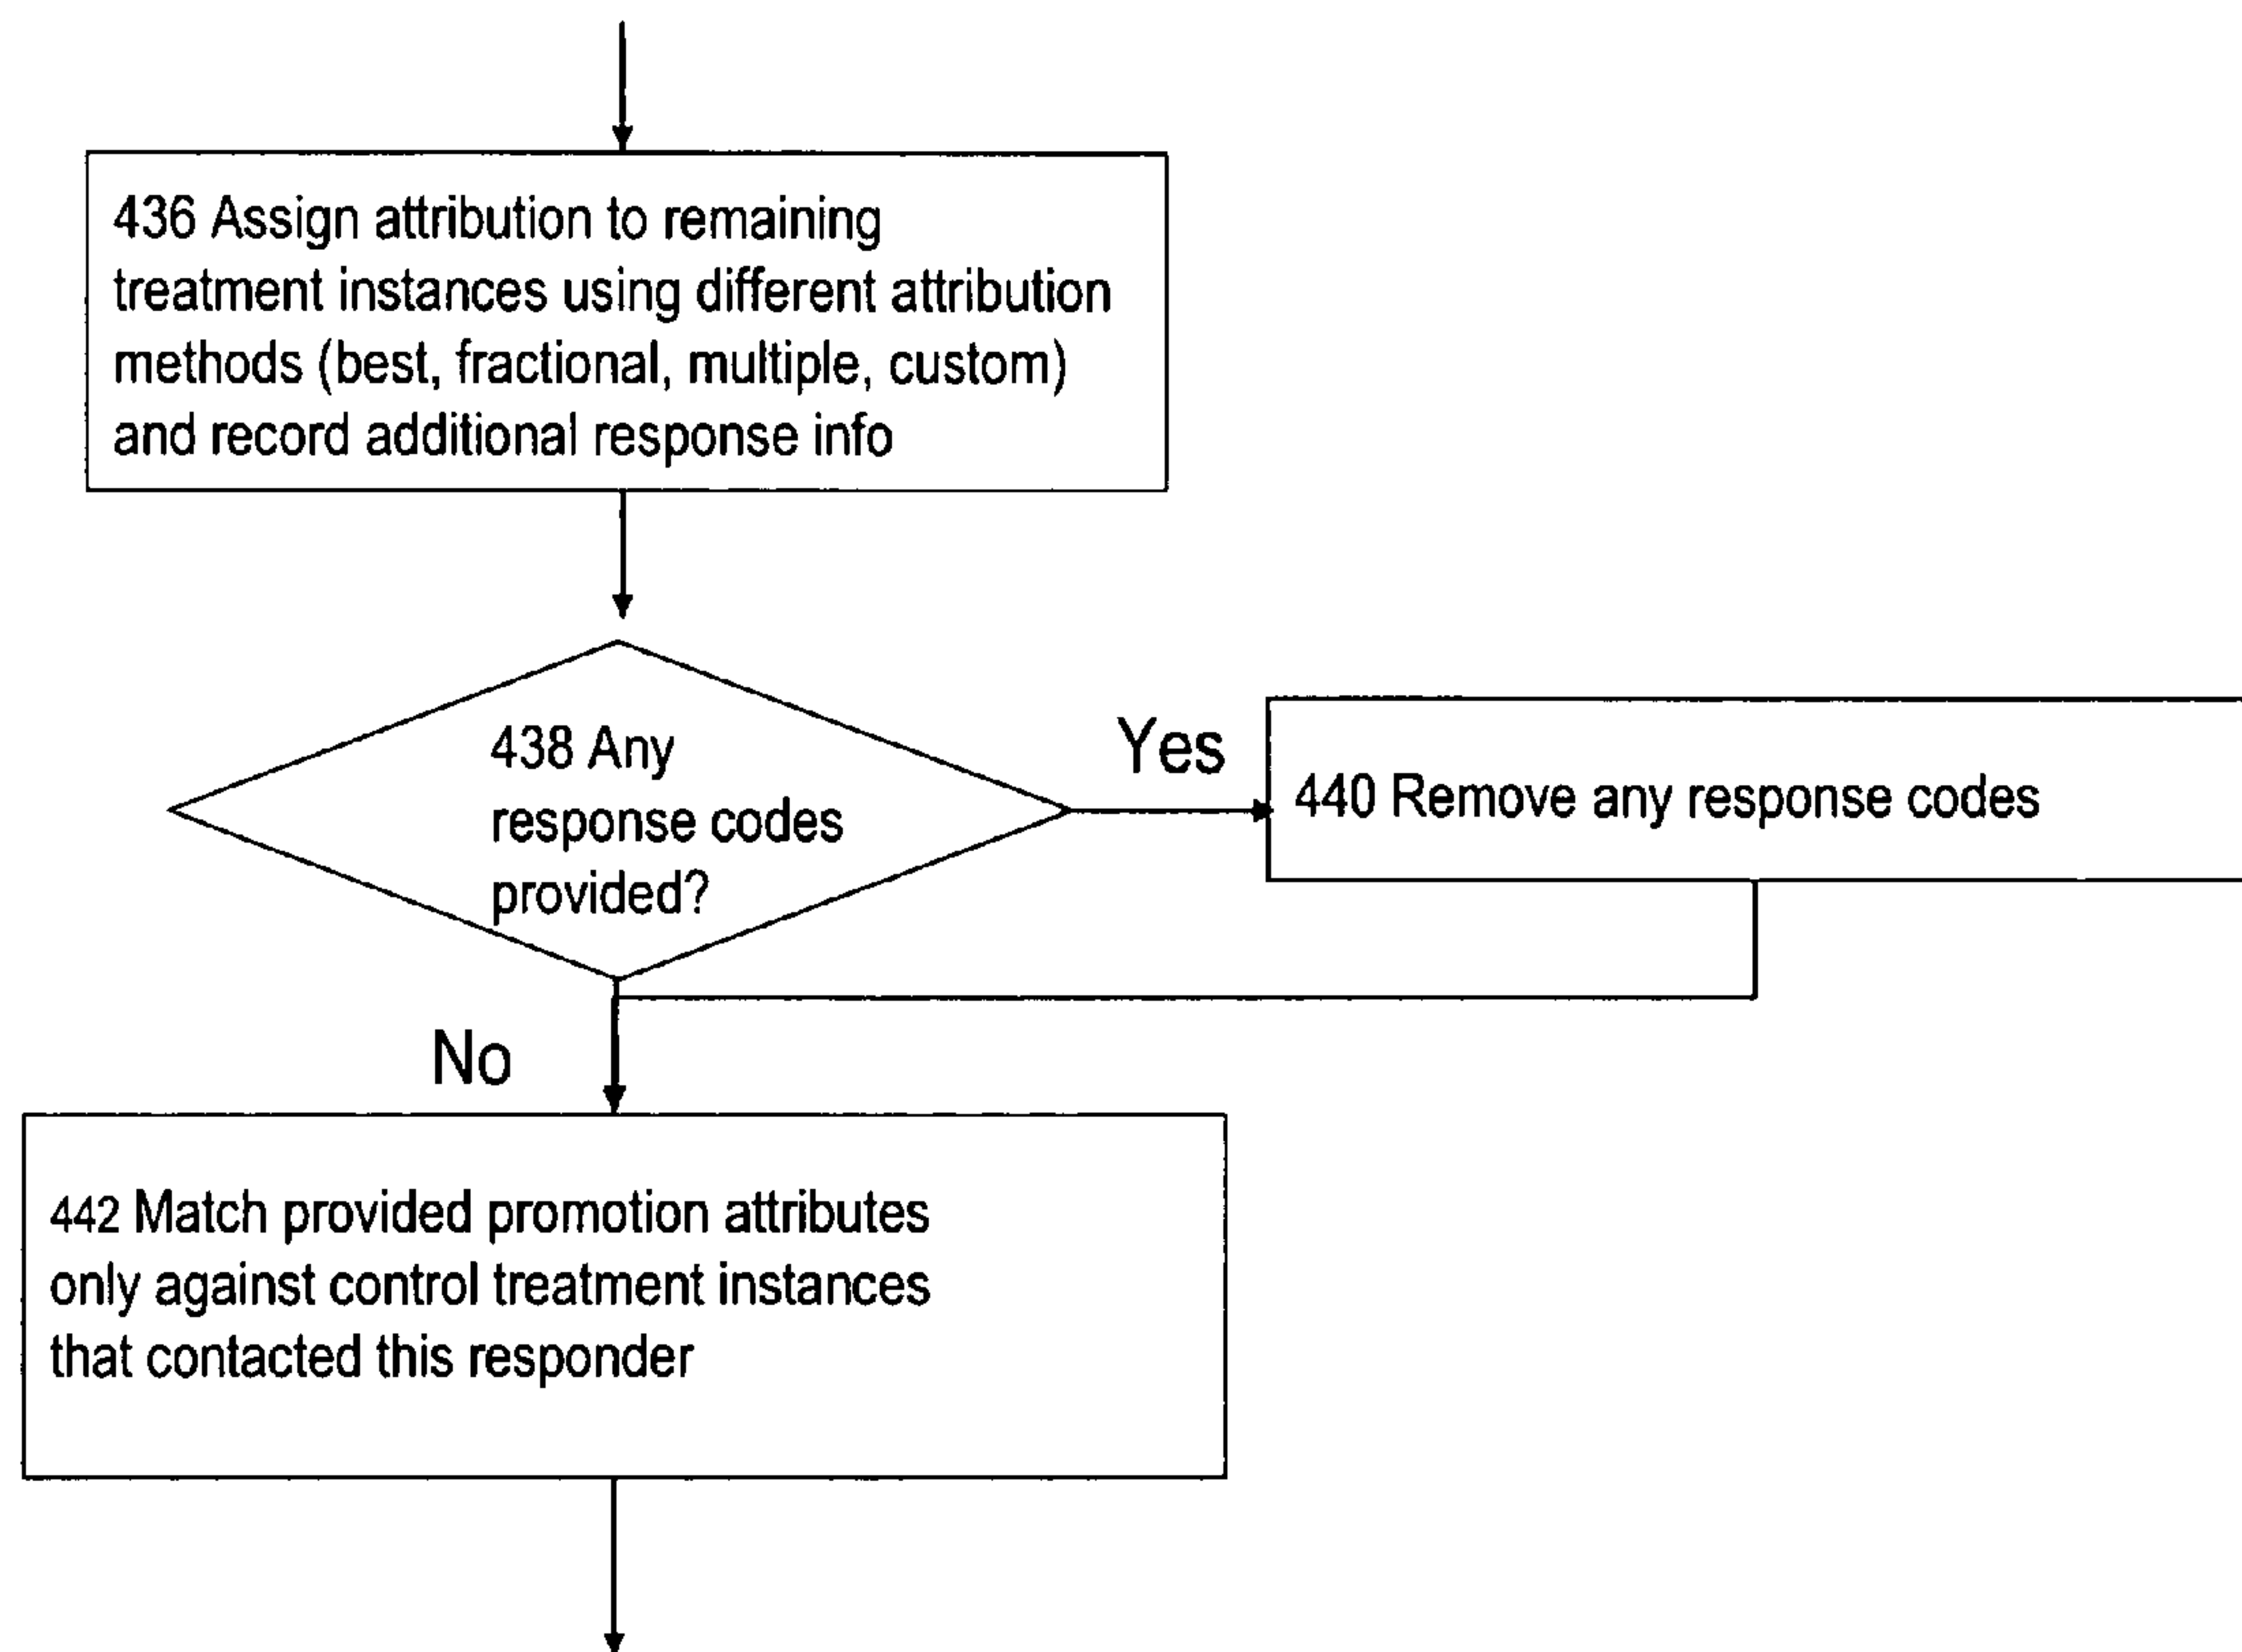 436 Assign attribution to remaining
treatment instances using different attribution
methods (best, fractional, multiple, custom)
and record additional response info
438 Any
response codes
provided?
Yes
440 Remove any response codes
No
442 Match provided promotion attributes
only against control treatment instances
that contacted this responder